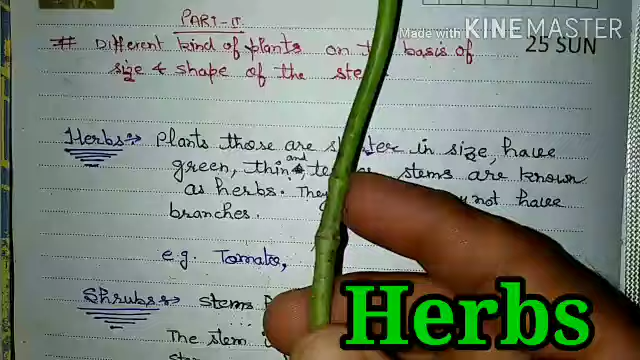 PART-II
Made with KINEMASTER
# Different kind of plants on the basis of
25 SUN
size & shape of the
Herbs → Plants those are shorter in size, have
green, thin and stems are known
as herbs. They not have
branches.
e.g. Tomato,
Shrubs → Stems
Herbs
The stem